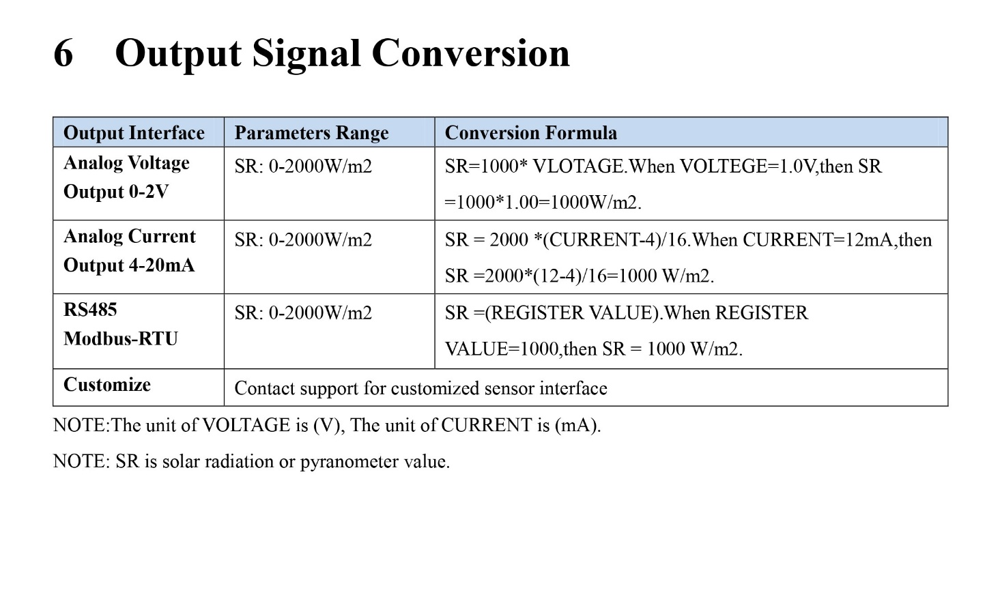 6 Output Signal Conversion
Output Interface Parameters Range Conversion Formula
Analog Voltage
Output 0-2V
SR: 0-2000W/m2
SR=1000* VLOTAGE.When VOLTEGE=1.0V,then SR
=1000*1.00=1000W/m2.
Analog Current
Output 4-20mA
SR: 0-2000W/m2
SR = 2000 *(CURRENT-4)/16.When CURRENT=12mA,then
SR =2000*(12-4)/16=1000 W/m2.
RS485
Modbus-RTU
SR: 0-2000W/m2
SR =(REGISTER VALUE).When REGISTER
VALUE=1000,then SR = 1000 W/m2.
Customize
Contact support for customized sensor interface
NOTE:The unit of VOLTAGE is (V), The unit of CURRENT is (mA).
NOTE: SR is solar radiation or pyranometer value.